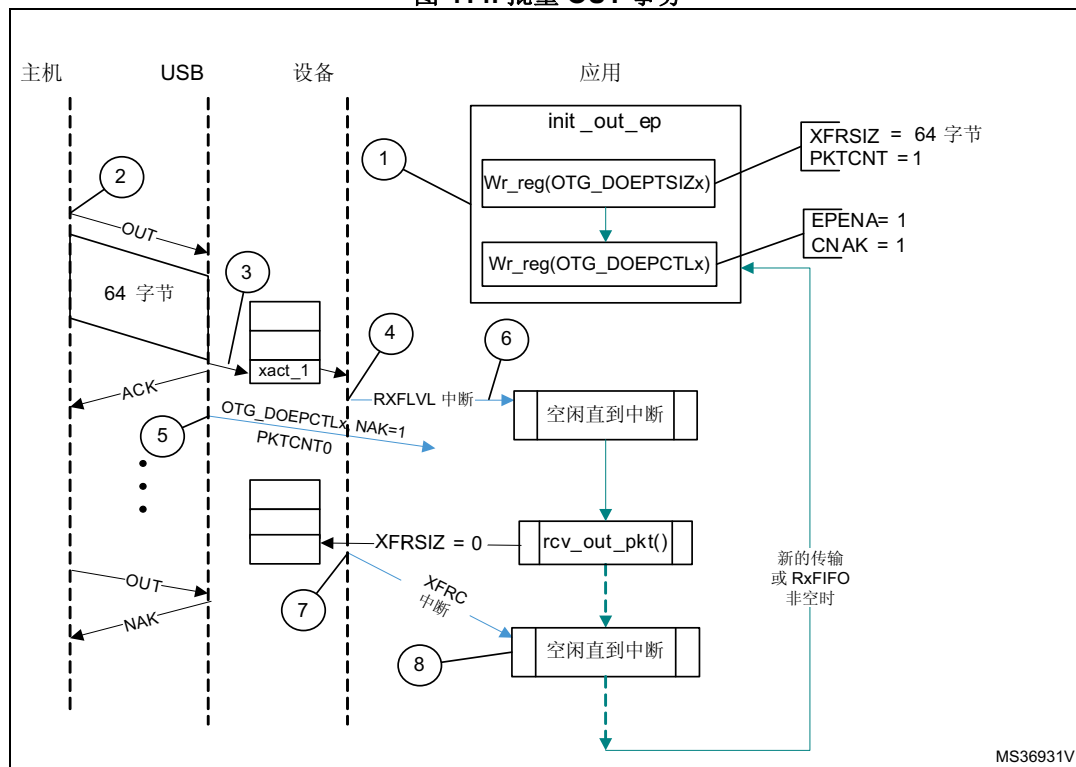 主机
USB
设备
应用
init _out_ep
XFRSIZ = 64 字节
PKTCNT = 1
1
Wr_reg(OTG_DOEPTSIZx)
2
OUT
EPENA= 1
CNAK = 1
Wr_reg(OTG_DOEPCTLx)
3
64 字节
4
6
xact_1
ACK
RXFLVL 中断
空闲直到中断
OTG_DOEPCTLx, NAK=1
PKTCNT0
5
XFRSIZ = 0
rcv_out_pkt()
新的传输
或 RxFIFO
非空时
OUT
7
XFRC
中断
NAK
空闲直到中断
8
MS36931V